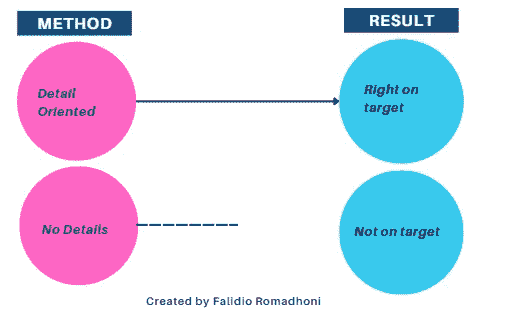 METHOD
RESULT
Detail
Oriented
Right on
target
No Details
Not on target
Created by Falidio Romadhoni